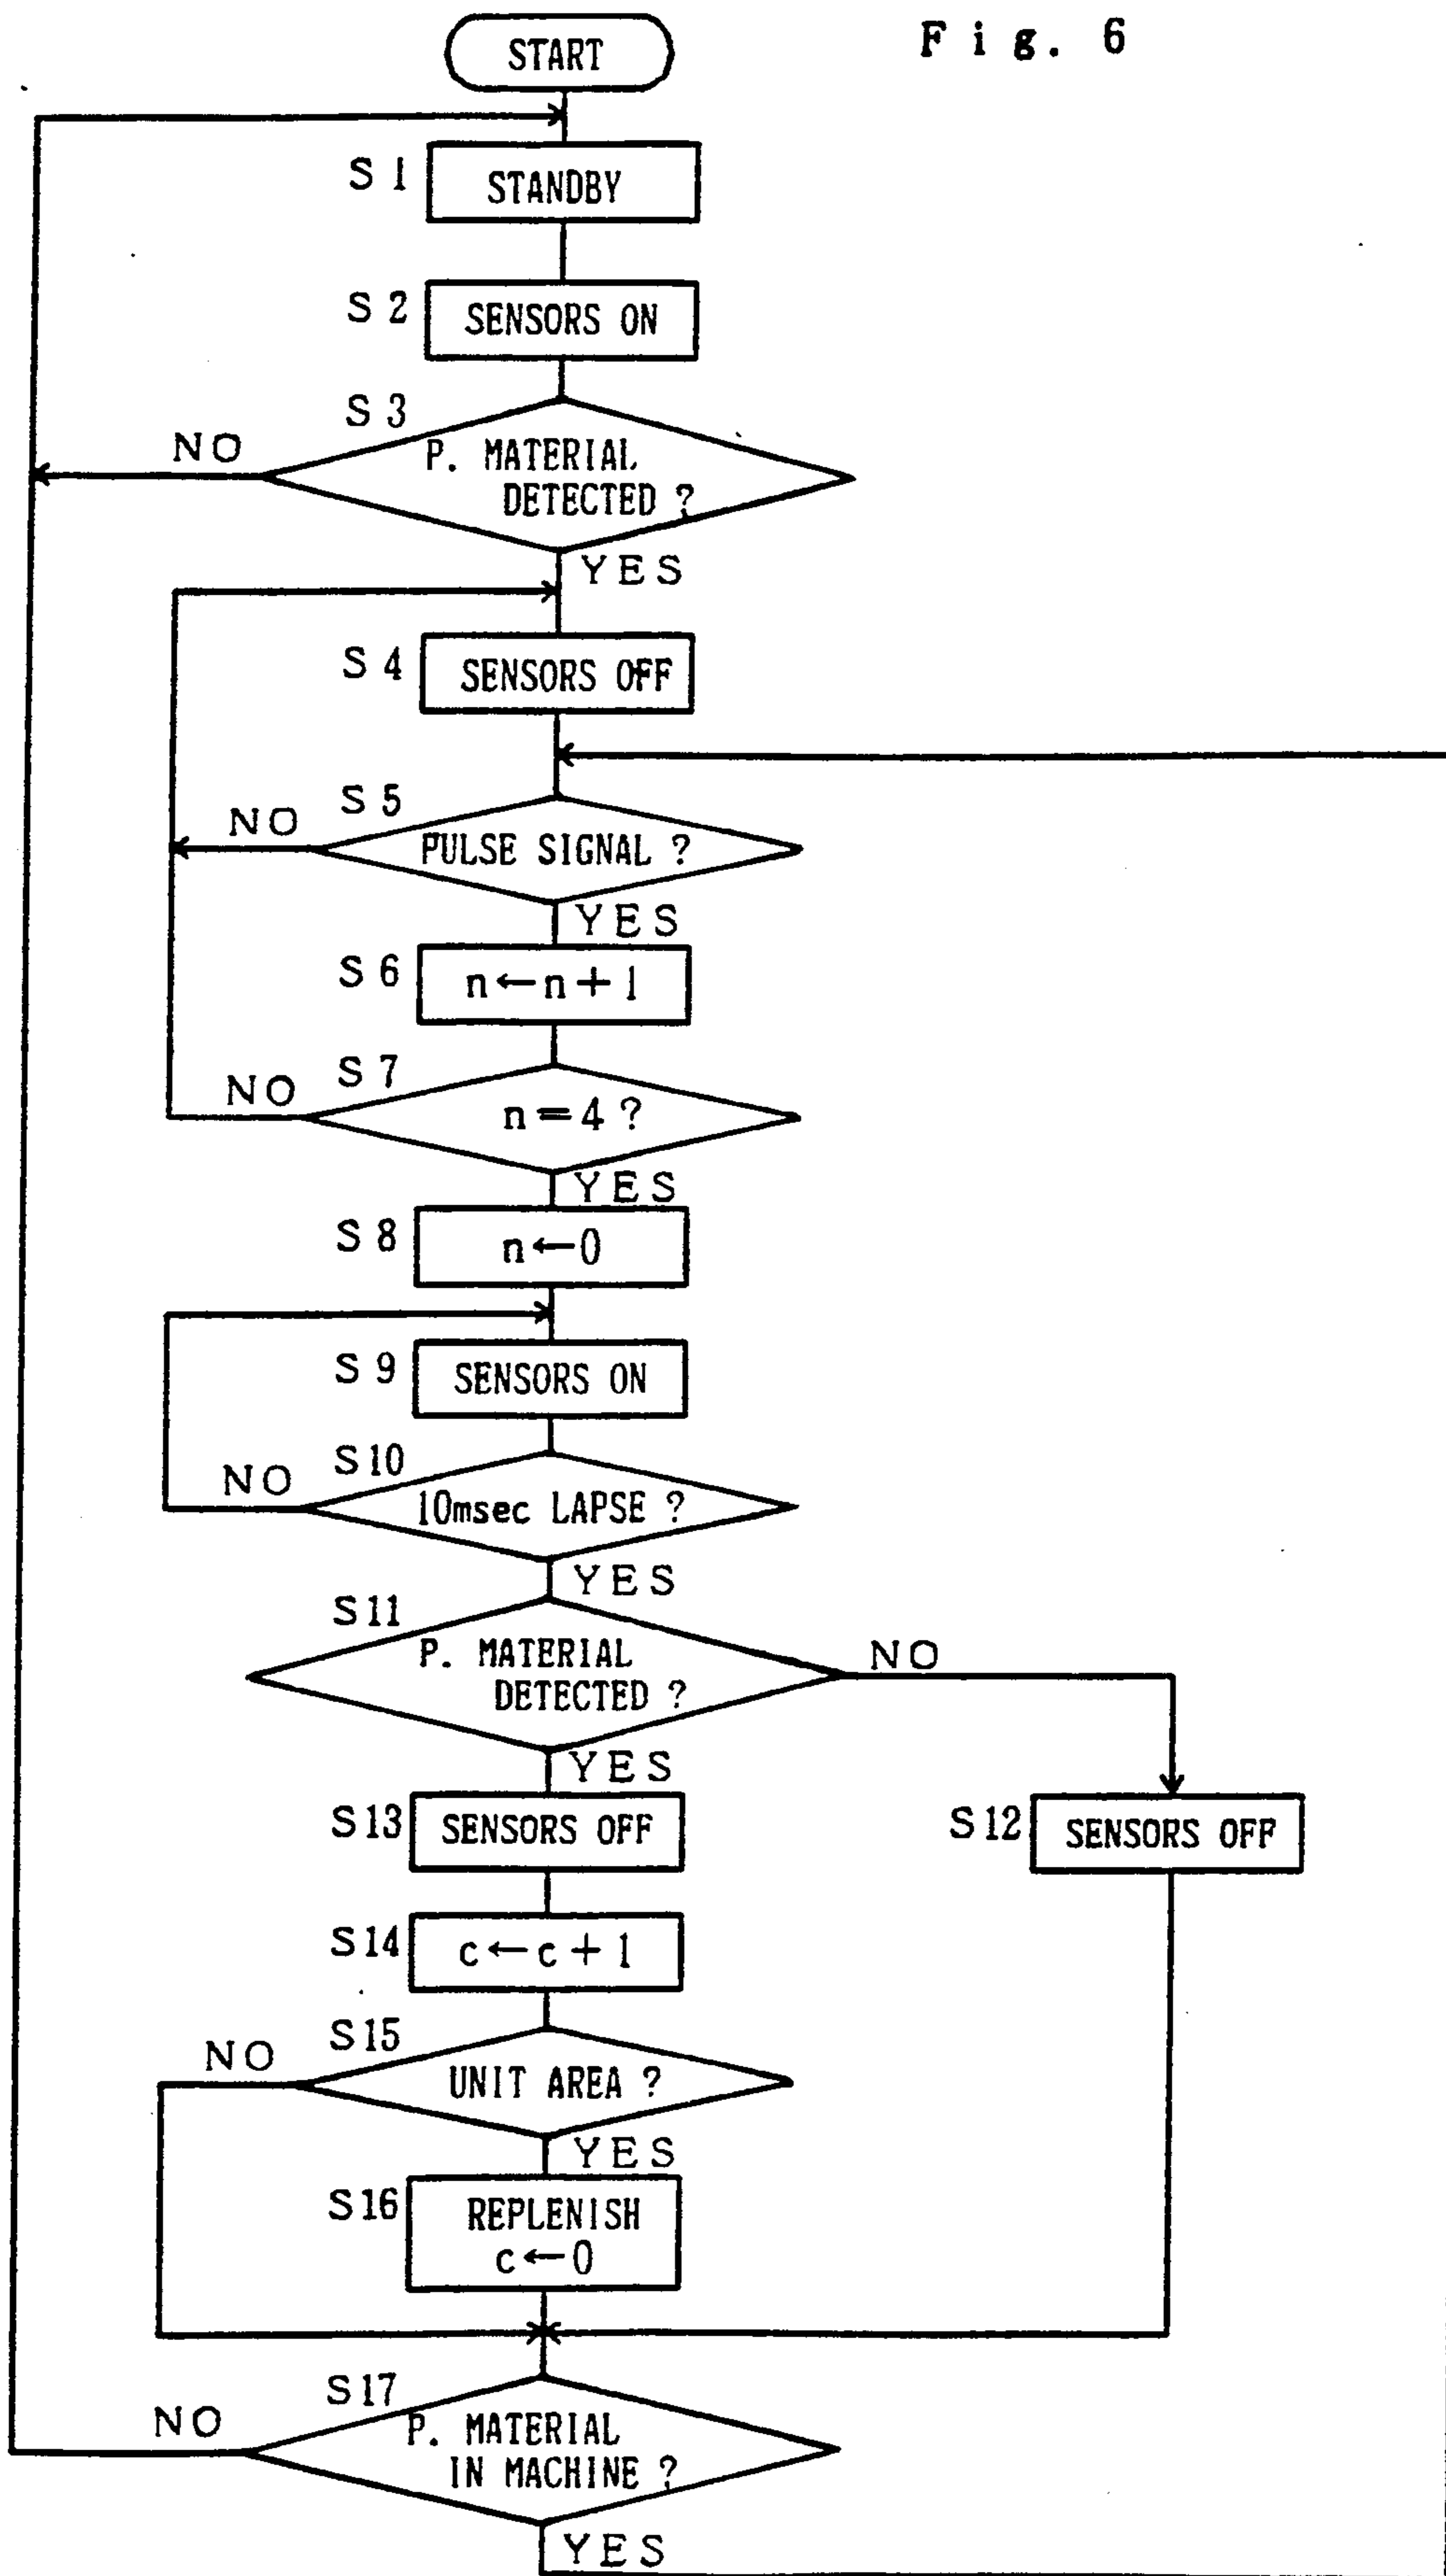 Fig. 6
START
S1
STANDBY
S2
SENSORS ON
S3
P. MATERIAL
DETECTED ?
NO
YES
S4
SENSORS OFF
S5
PULSE SIGNAL ?
NO
YES
S6
n←n+1
S7
n=4 ?
NO
YES
S8
n←0
S9
SENSORS ON
S10
10msec LAPSE ?
NO
YES
S11
P. MATERIAL
DETECTED ?
NO
YES
S12
SENSORS OFF
S13
SENSORS OFF
S14
c←c+1
S15
UNIT AREA ?
NO
YES
S16
REPLENISH
c←0
S17
P. MATERIAL
IN MACHINE ?
NO
YES